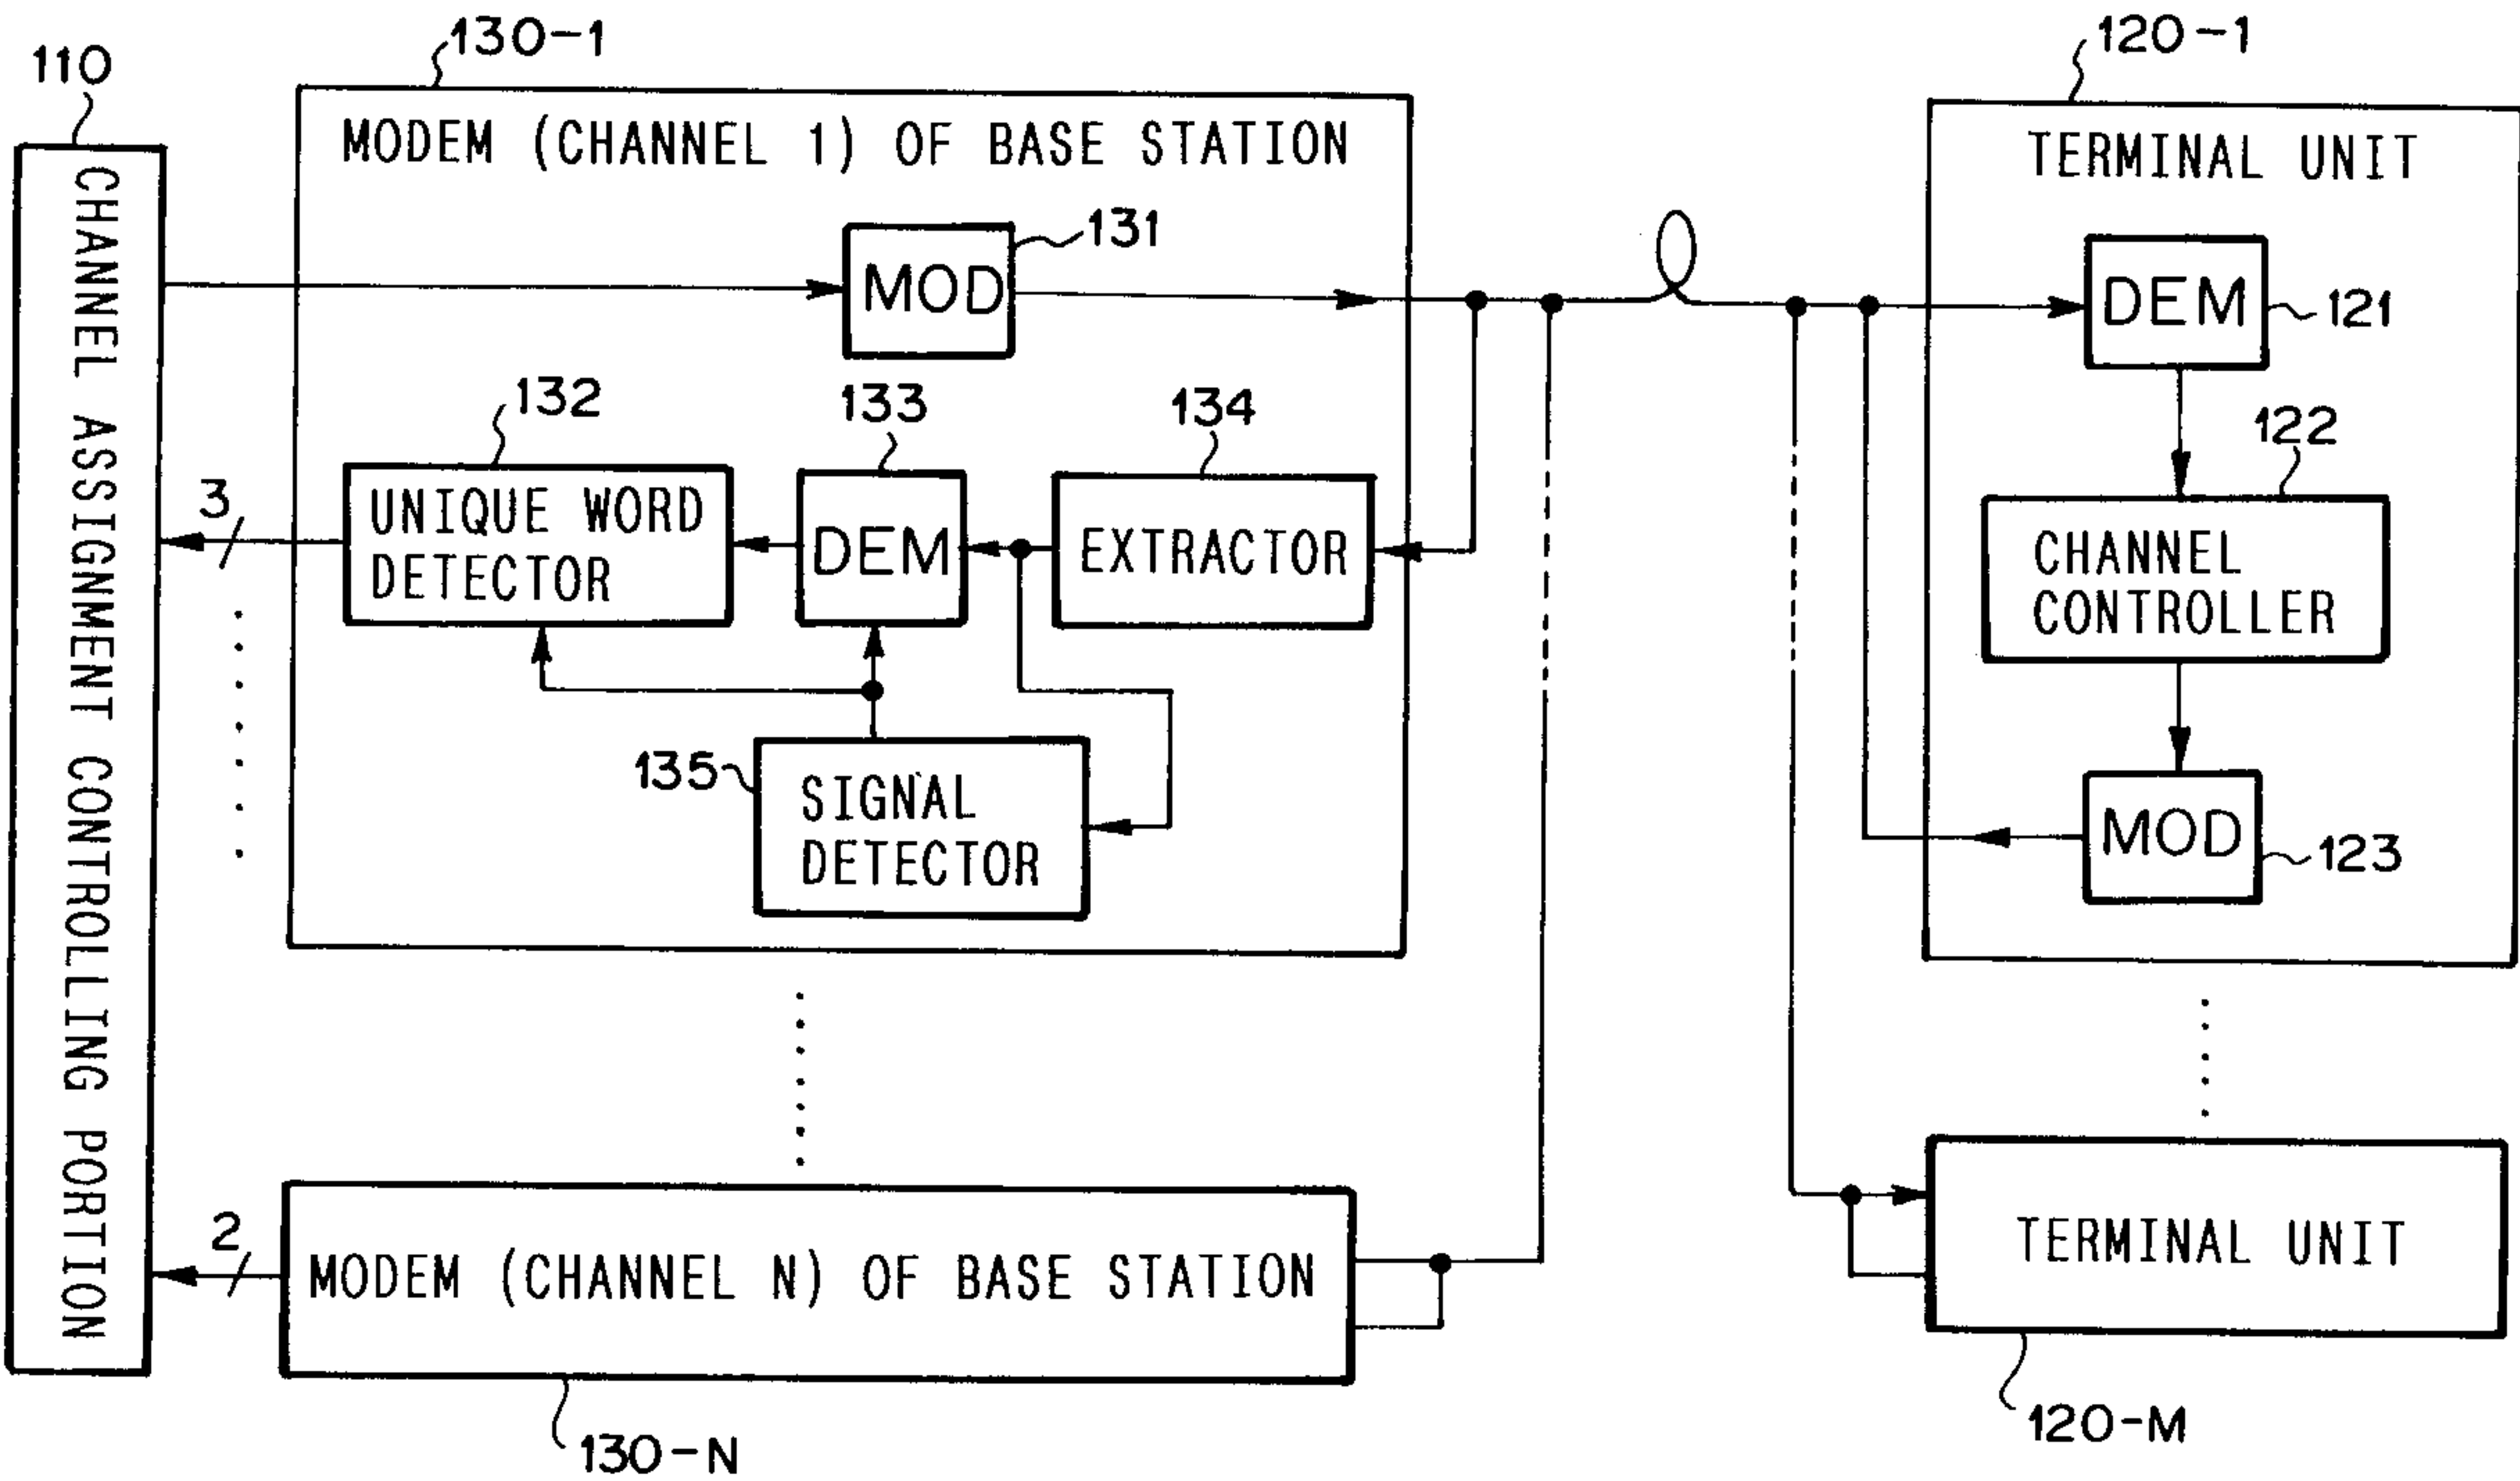 110
CHANNEL ASSIGNMENT CONTROLLING PORTION
130-1
MODEM (CHANNEL 1) OF BASE STATION
MOD
131
132
UNIQUE WORD
DETECTOR
133
DEM
134
EXTRACTOR
3
135
SIGNAL
DETECTOR
2
MODEM (CHANNEL N) OF BASE STATION
130-N
120-1
TERMINAL UNIT
DEM
121
122
CHANNEL
CONTROLLER
MOD
123
TERMINAL UNIT
120-M